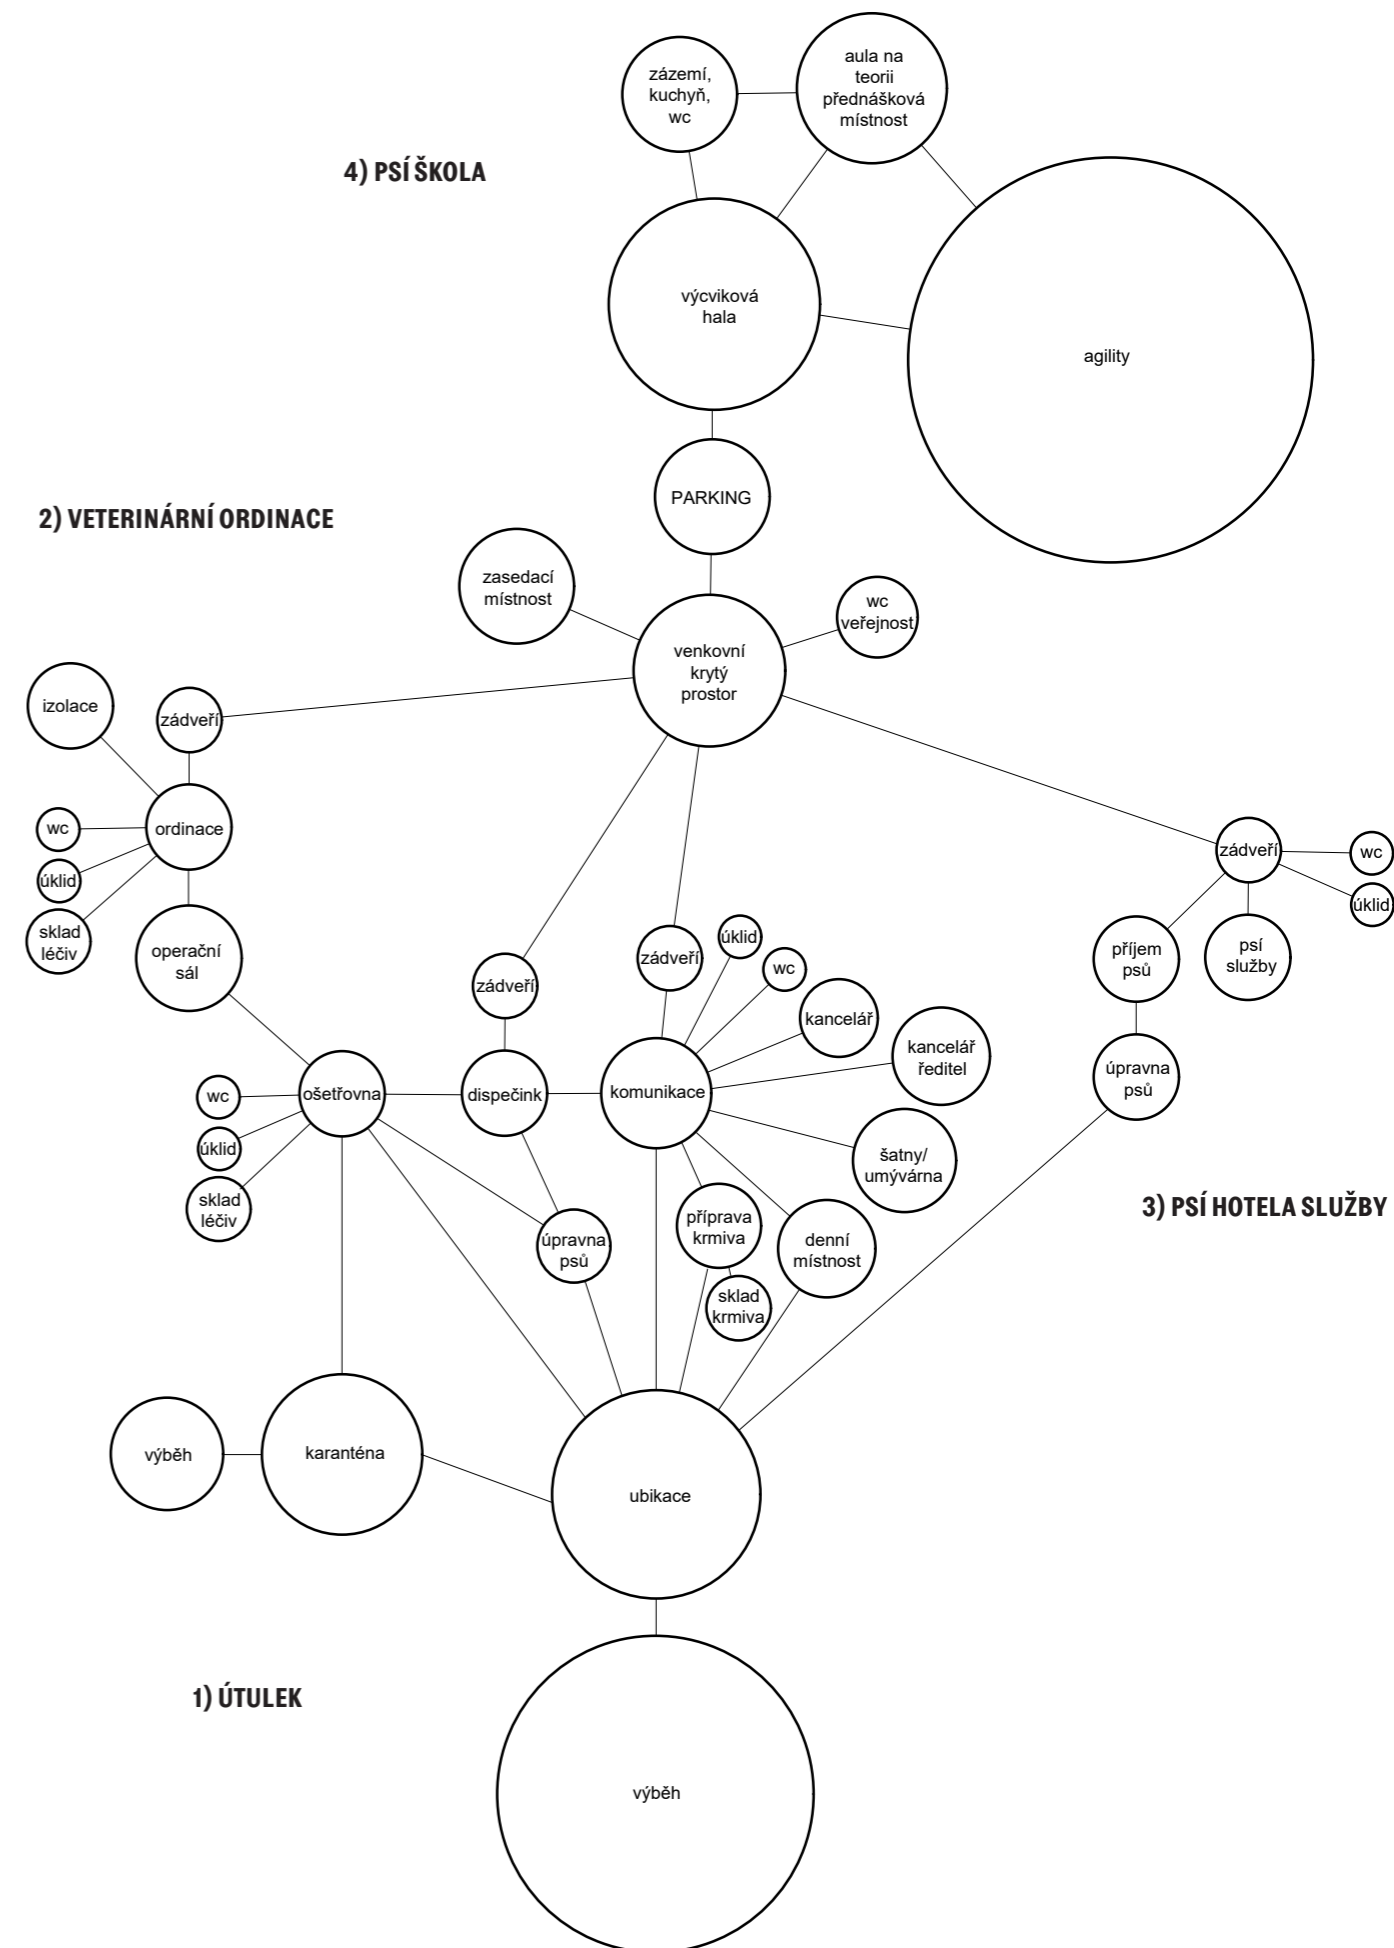 aula na
teorii
přednášková
místnost
zázemí,
kuchyň,
wc
4) PSÍ ŠKOLA
výcviková
hala
agility
PARKING
2) VETERINÁRNÍ ORDINACE
zasedací
místnost
wc
veřejnost
venkovní
krytý
prostor
izolace
zádveří
wc
ordinace
úklid
sklad
léčiv
operační
sál
zádveří
wc
úklid
příjem
psů
psí
služby
úpravna
psů
zádveří
zádveří
úklid
wc
kancelář
kancelář
ředitel
ošetřovna
dispečink
komunikace
wc
úklid
sklad
léčiv
šatny/
umývárna
příprava
krmiva
denní
místnost
úpravna
psů
sklad
krmiva
3) PSÍ HOTELA SLUŽBY
výběh
karanténa
ubikace
1) ÚTULEK
výběh